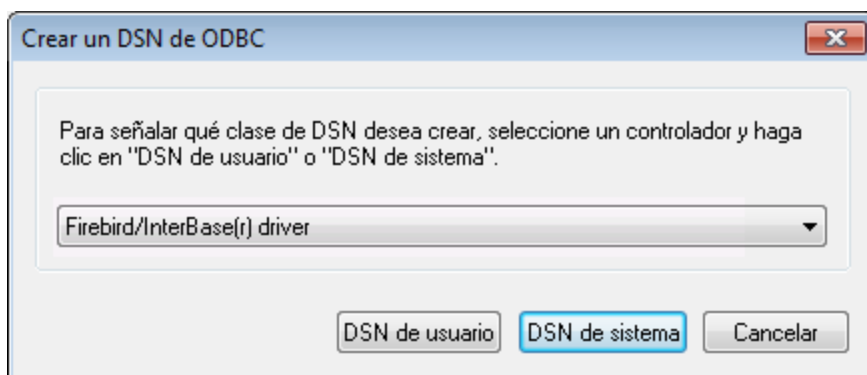 Crear un DSN de ODBC
Para señalar qué clase de DSN desea crear, seleccione un controlador y haga
clic en "DSN de usuario" o "DSN de sistema".
Firebird/InterBase(r) driver
DSN de usuario DSN de sistema Cancelar